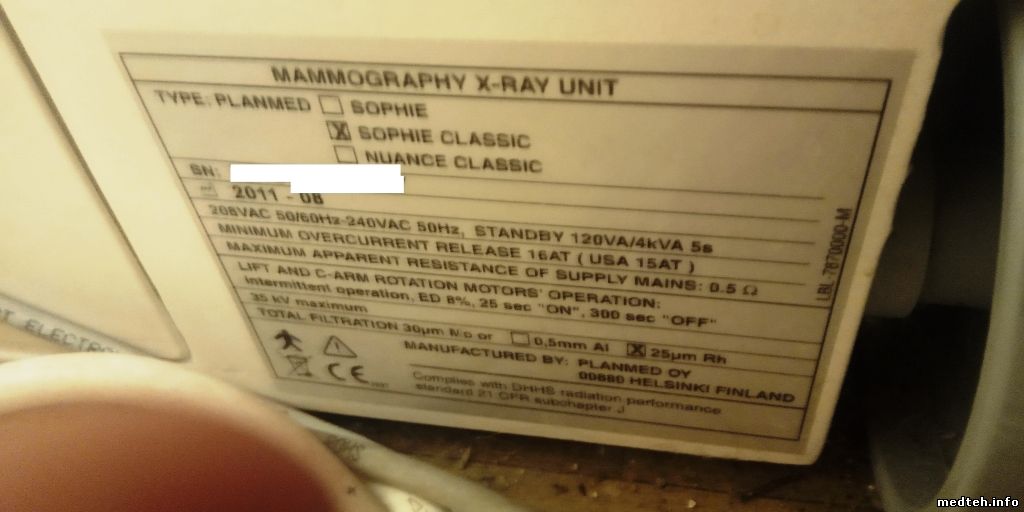 MAMMOGRAPHY X-RAY UNIT
TYPE: PLANMED SOPHIE
SOPHIE CLASSIC
NUANCE CLASSIC
SN:
2011 - 08
208VAC 50/60Hz-240VAC 50Hz, STANDBY 120VA/4kVA 5s
MINIMUM OVERCURRENT RELEASE 16AT ( USA 15AT )
MAXIMUM APPARENT RESISTANCE OF SUPPLY MAINS: 0.5 Ω
LIFT AND C-ARM ROTATION MOTORS' OPERATION:
Intermittent operation, ED 8%, 25 sec "ON", 300 sec "OFF"
35 kV maximum
TOTAL FILTRATION 30µm Mo or 0,5mm Al 25µm Rh
MANUFACTURED BY: PLANMED OY
00880 HELSINKI FINLAND
CE
Complies with DHHS radiation performance
standard 21 CFR subchapter J
LBL-7870000-M
medteh.info